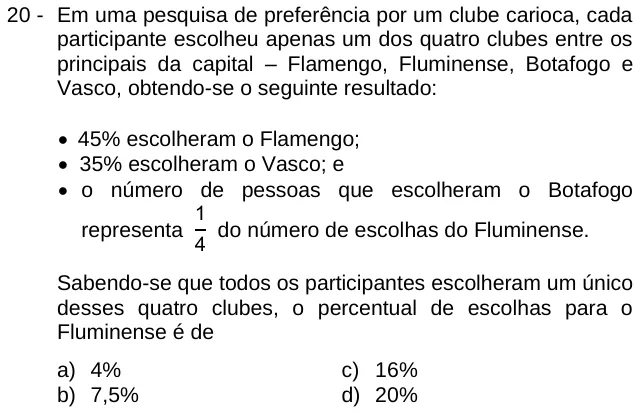 20 - Em uma pesquisa de preferência por um clube carioca, cada
participante escolheu apenas um dos quatro clubes entre os
principais da capital – Flamengo, Fluminense, Botafogo e
Vasco, obtendo-se o seguinte resultado:
• 45% escolheram o Flamengo;
• 35% escolheram o Vasco; e
• o número de pessoas que escolheram o Botafogo
representa 1/4 do número de escolhas do Fluminense.
Sabendo-se que todos os participantes escolheram um único
desses quatro clubes, o percentual de escolhas para o
Fluminense é de
a) 4% c) 16%
b) 7,5% d) 20%